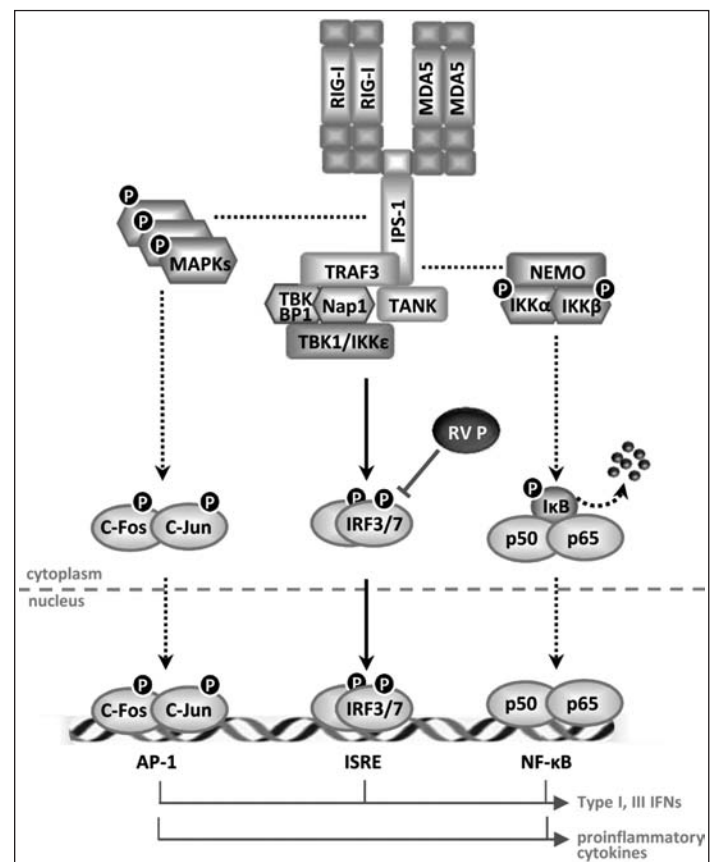 RIG-I RIG-I MDA5 MDA5
IPS-1
P
P
P
MAPKs
TRAF3
TBK
BP1
Nap1
TANK
TBK1/IKKε
NEMO
P P
IKKα IKKβ
RV P
P P
C-Fos C-Jun
P P
IRF3/7
P
IκB
p50 p65
cytoplasm
nucleus
P P
C-Fos C-Jun
P P
IRF3/7
p50 p65
AP-1 ISRE NF-κB
Type I, III IFNs
proinflammatory
cytokines